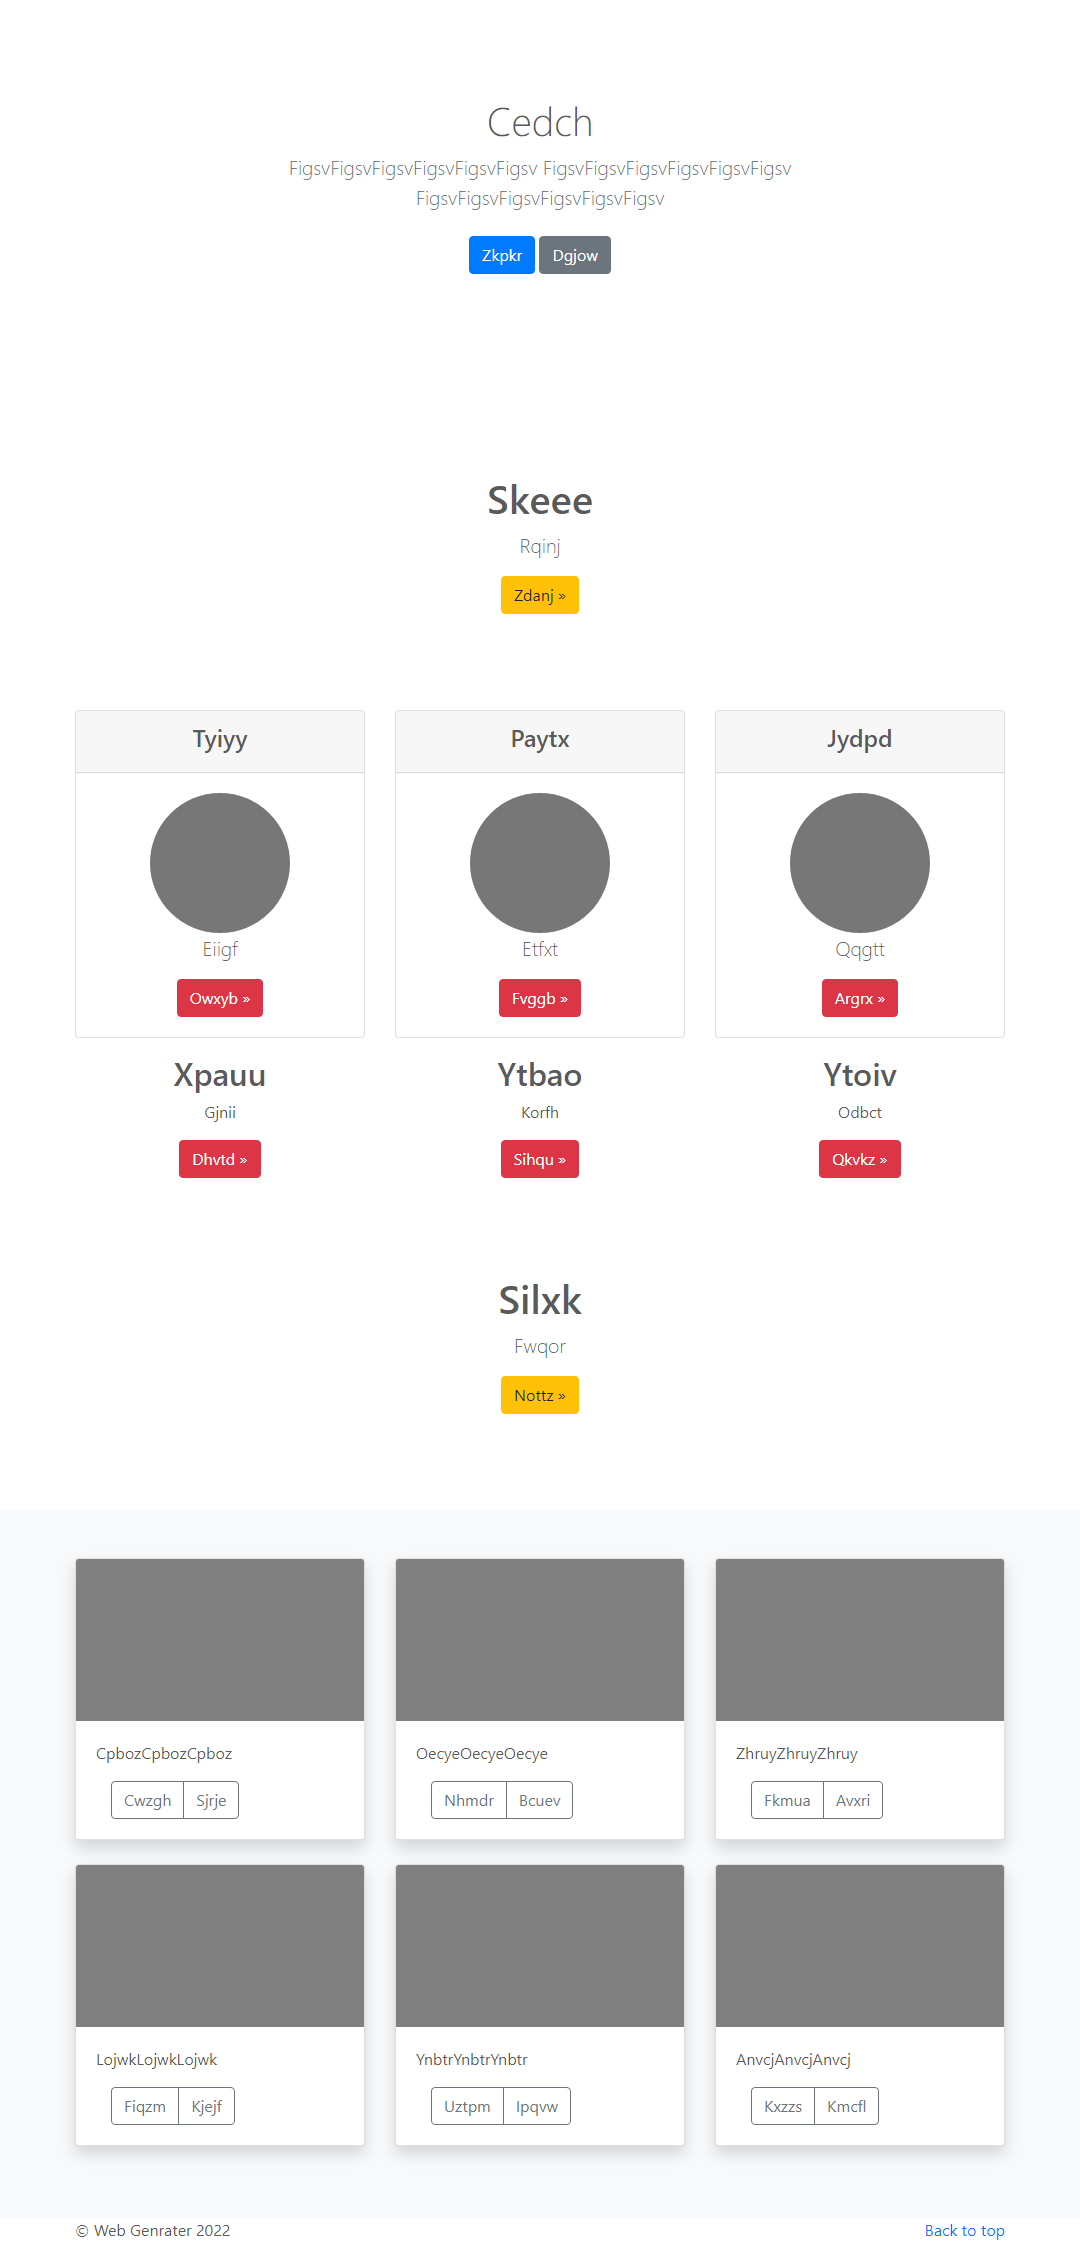 Cedch
FigsvFigsvFigsvFigsvFigsvFigsv FigsvFigsvFigsvFigsvFigsvFigsv
FigsvFigsvFigsvFigsvFigsvFigsv
Zkpkr Dgjow
Skeee
Rqinj
Zdanj »
Tyiyy
Eiigf
Owxyb »
Paytx
Etfxt
Fvggb »
Jydpd
Qqgtt
Argrx »
Xpauu
Gjnii
Dhvtd »
Ytbao
Korfh
Sihqu »
Ytoiv
Odbct
Qkvkz »
Silxk
Fwqor
Nottz »
CpbozCpbozCpboz
Cwzgh Sjrje
OecyeOecyeOecye
Nhmdr Bcuev
ZhruyZhruyZhruy
Fkmua Avxri
LojwkLojwkLojwk
Fiqzm Kjejf
YnbtrYnbtrYnbtr
Uztpm Ipqvw
AnvcjAnvcjAnvcj
Kxzzs Kmcfl
© Web Genrater 2022
Back to top